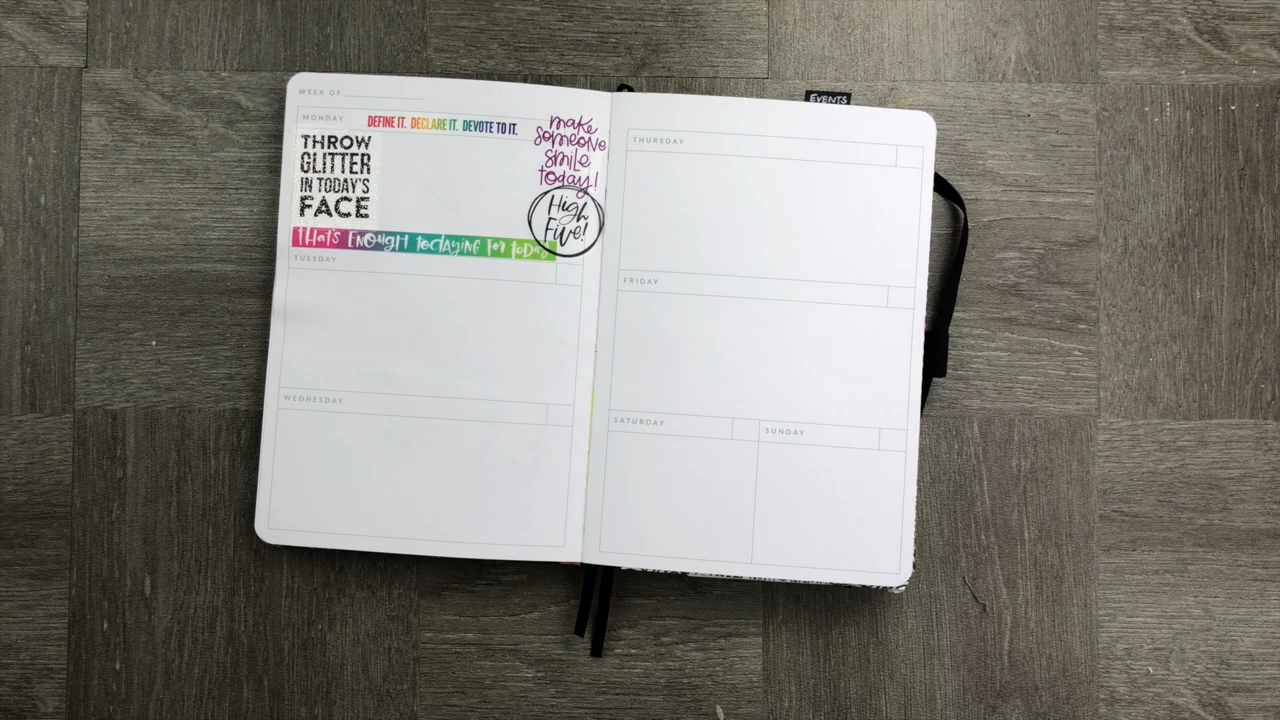 WEEK OF
MONDAY
DEFINE IT. DECLARE IT. DEVOTE TO IT.
THROW
GLITTER
IN TODAY'S
FACE
make
someone
smile
today!
High
Five!
that's enough todaying for today
TUESDAY
WEDNESDAY
EVENTS
THURSDAY
FRIDAY
SATURDAY
SUNDAY